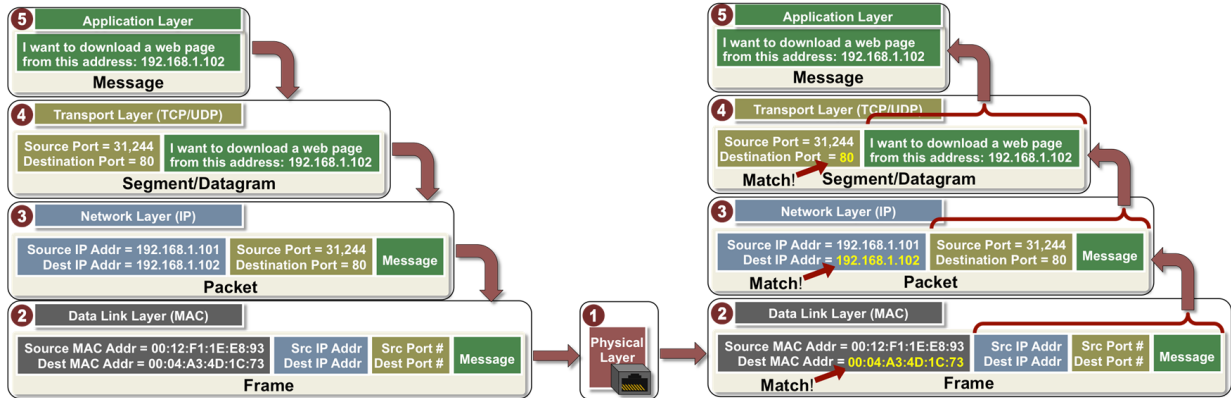 5
Application Layer
I want to download a web page
from this address: 192.168.1.102
Message
4
Transport Layer (TCP/UDP)
Source Port = 31,244
Destination Port = 80
I want to download a web page
from this address: 192.168.1.102
Segment/Datagram
3
Network Layer (IP)
Source IP Addr = 192.168.1.101
Dest IP Addr = 192.168.1.102
Source Port = 31,244
Destination Port = 80
Message
Packet
2
Data Link Layer (MAC)
Source MAC Addr = 00:12:F1:1E:E8:93
Dest MAC Addr = 00:04:A3:4D:1C:73
Src IP Addr
Dest IP Addr
Src Port #
Dest Port #
Message
Frame
1
Physical
Layer
5
Application Layer
I want to download a web page
from this address: 192.168.1.102
Message
4
Transport Layer (TCP/UDP)
Source Port = 31,244
Destination Port = 80
I want to download a web page
from this address: 192.168.1.102
Match!
Segment/Datagram
3
Network Layer (IP)
Source IP Addr = 192.168.1.101
Dest IP Addr = 192.168.1.102
Source Port = 31,244
Destination Port = 80
Message
Match!
Packet
2
Data Link Layer (MAC)
Source MAC Addr = 00:12:F1:1E:E8:93
Dest MAC Addr = 00:04:A3:4D:1C:73
Src IP Addr
Dest IP Addr
Src Port #
Dest Port #
Message
Match!
Frame